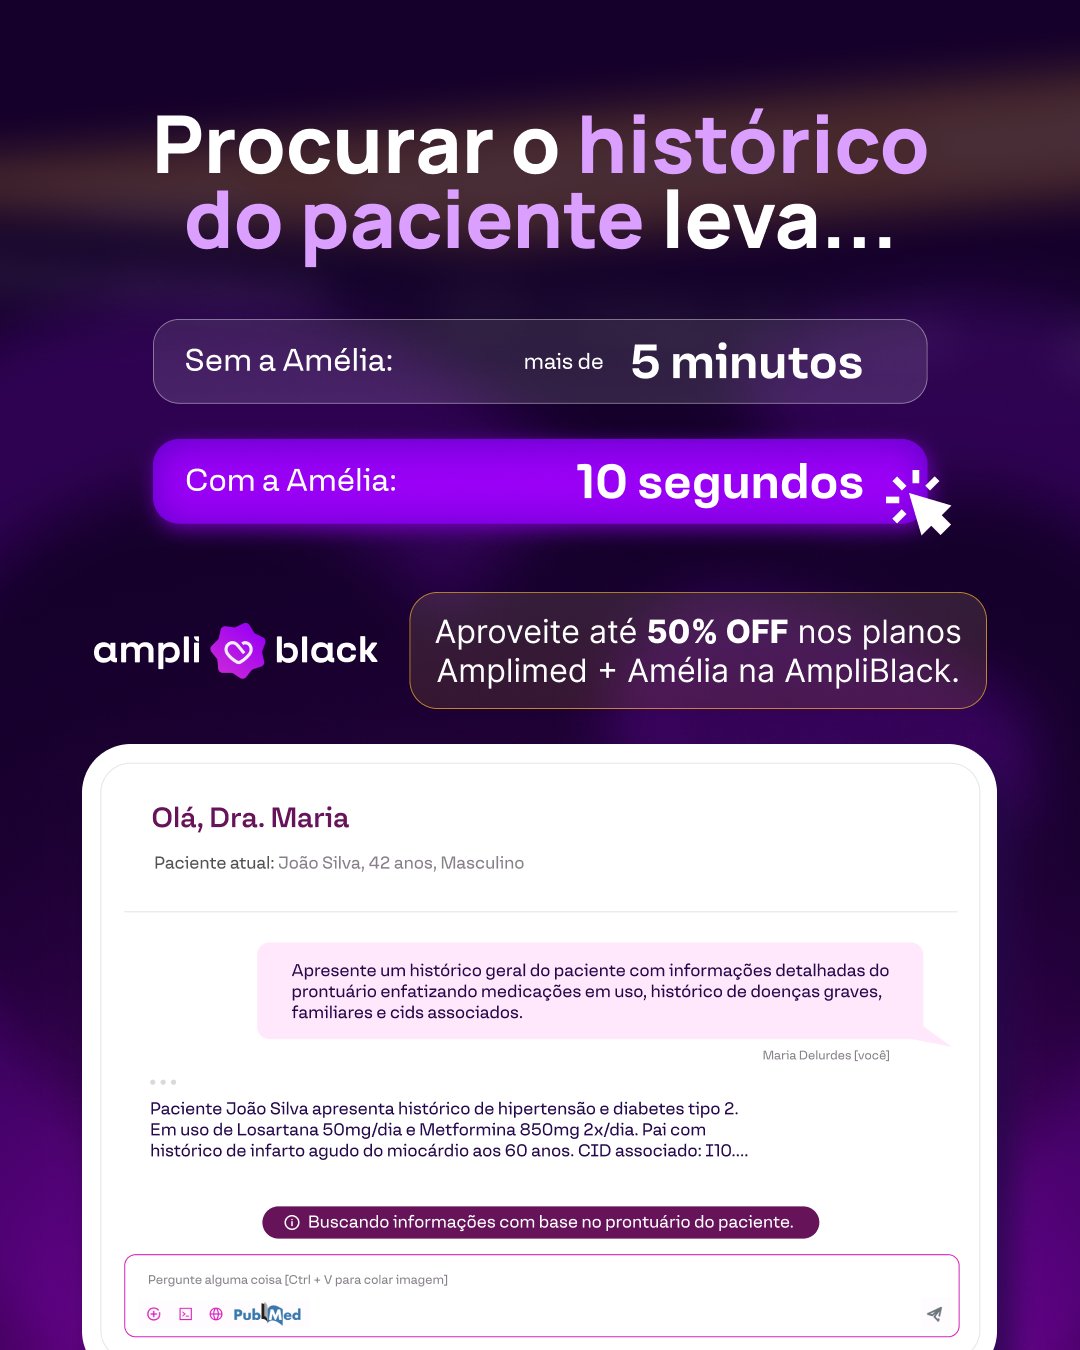 Procurar o histórico
do paciente leva...
Sem a Amélia: mais de 5 minutos
Com a Amélia: 10 segundos
ampli black
Aproveite até 50% OFF nos planos
Amplimed + Amélia na AmpliBlack.
Olá, Dra. Maria
Paciente atual: João Silva, 42 anos, Masculino
Apresente um histórico geral do paciente com informações detalhadas do
prontuário enfatizando medicações em uso, histórico de doenças graves,
familiares e cids associados.
Maria Delurdes [você]
Paciente João Silva apresenta histórico de hipertensão e diabetes tipo 2.
Em uso de Losartana 50mg/dia e Metformina 850mg 2x/dia. Pai com
histórico de infarto agudo do miocárdio aos 60 anos. CID associado: I10....
Buscando informações com base no prontuário do paciente.
Pergunte alguma coisa [Ctrl + V para colar imagem]
PubMed